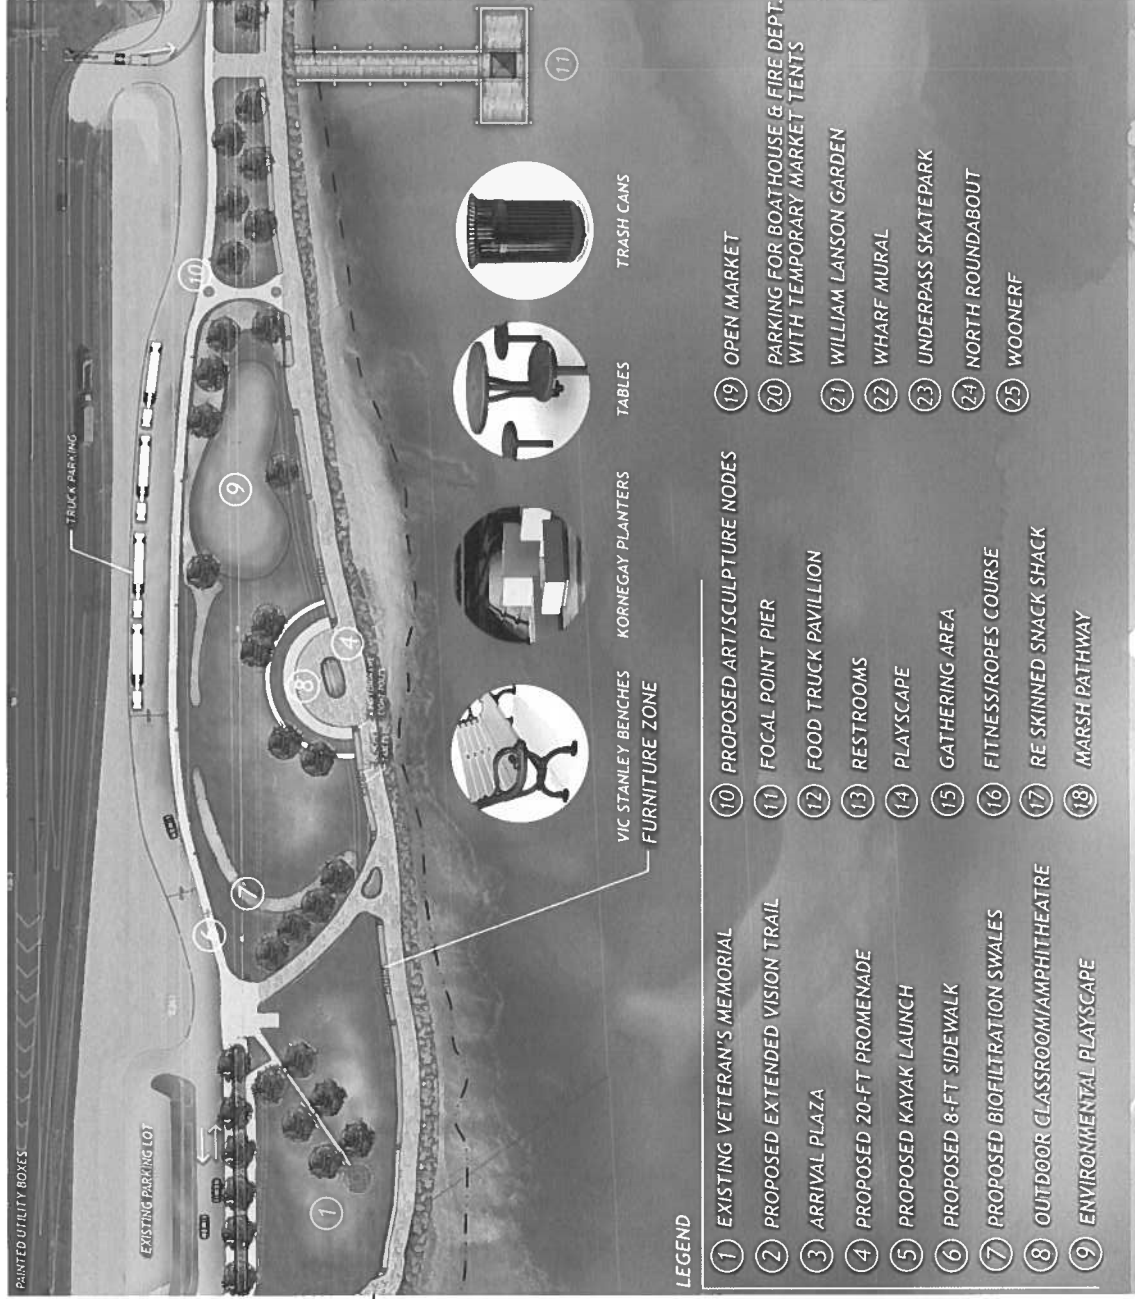 PAINTED UTILITY BOXES
EXISTING PARKING LOT
TRUCK PARKING
1
6
7
8
4
9
10
11
VIC STANLEY BENCHES
KORNEGAY PLANTERS
TABLES
TRASH CANS
FURNITURE ZONE
LEGEND
1 EXISTING VETERAN'S MEMORIAL
2 PROPOSED EXTENDED VISION TRAIL
3 ARRIVAL PLAZA
4 PROPOSED 20-FT PROMENADE
5 PROPOSED KAYAK LAUNCH
6 PROPOSED 8-FT SIDEWALK
7 PROPOSED BIOFILTRATION SWALES
8 OUTDOOR CLASSROOM/AMPHITHEATRE
9 ENVIRONMENTAL PLAYSCAPE
10 PROPOSED ART/SCULPTURE NODES
11 FOCAL POINT PIER
12 FOOD TRUCK PAVILLION
13 RESTROOMS
14 PLAYSCAPE
15 GATHERING AREA
16 FITNESS/ROPES COURSE
17 RE SKINNED SNACK SHACK
18 MARSH PATHWAY
19 OPEN MARKET
20 PARKING FOR BOATHOUSE & FIRE DEPT.
WITH TEMPORARY MARKET TENTS
21 WILLIAM LANSON GARDEN
22 WHARF MURAL
23 UNDERPASS SKATEPARK
24 NORTH ROUNDABOUT
25 WOONERF